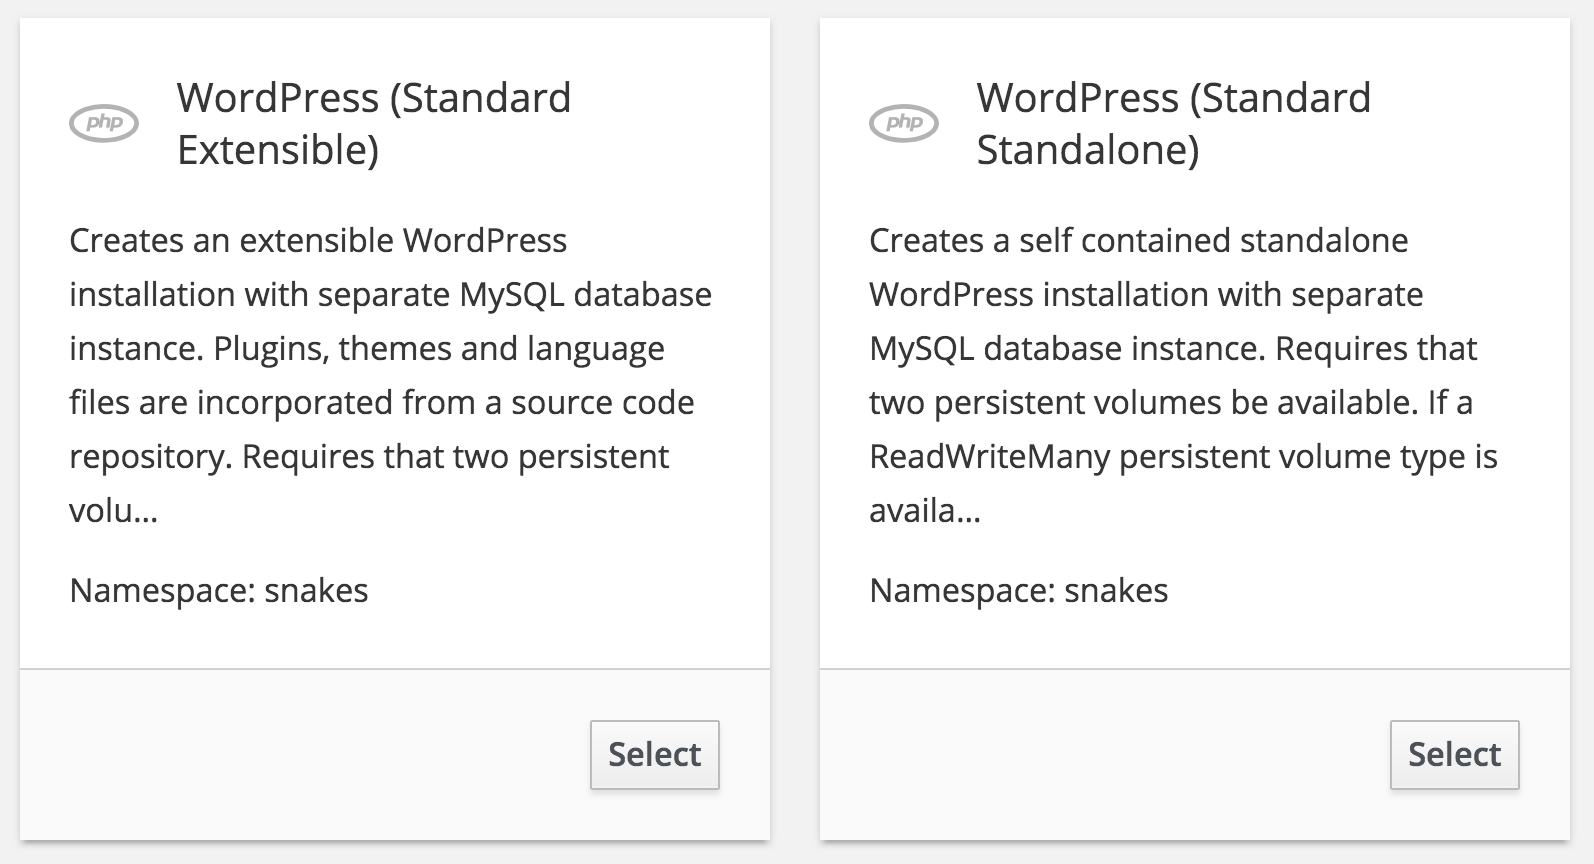 php
WordPress (Standard
Extensible)
Creates an extensible WordPress
installation with separate MySQL database
instance. Plugins, themes and language
files are incorporated from a source code
repository. Requires that two persistent
volu...
Namespace: snakes
Select
php
WordPress (Standard
Standalone)
Creates a self contained standalone
WordPress installation with separate
MySQL database instance. Requires that
two persistent volumes be available. If a
ReadWriteMany persistent volume type is
availa...
Namespace: snakes
Select